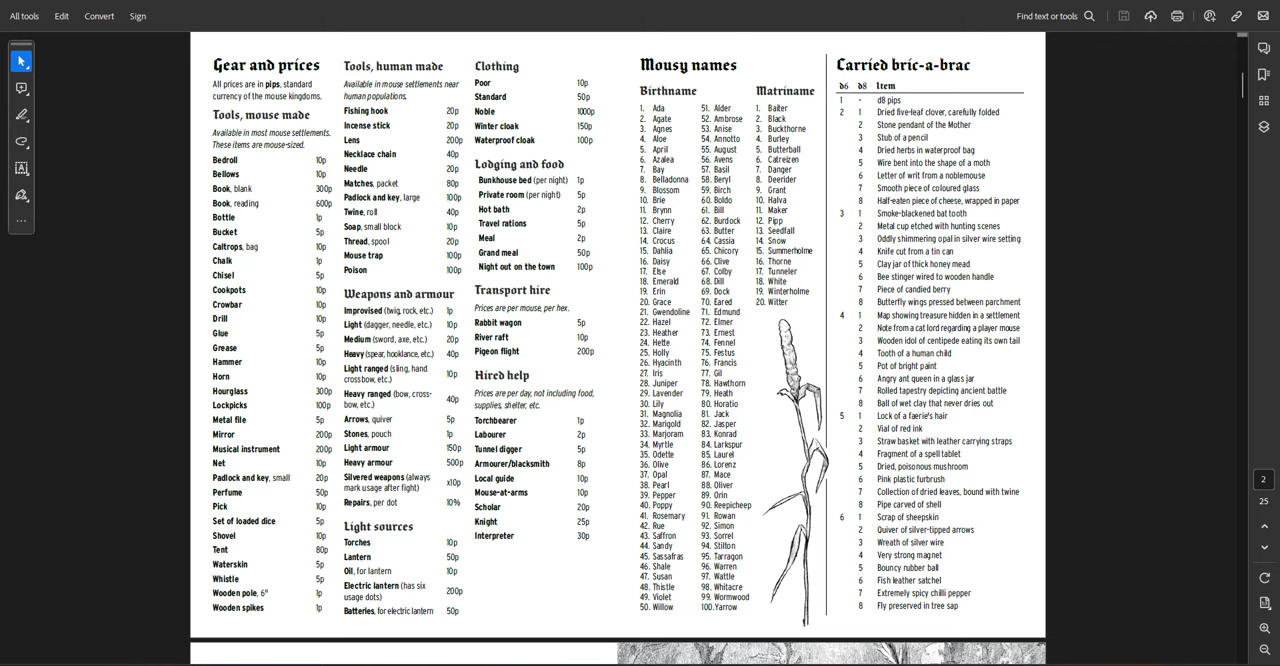 All tools
Edit
Convert
Sign
Find text or tools
Gear and prices
All prices are in pips, standard
currency of the mouse kingdoms.
Tools, mouse made
Available in most mouse settlements.
These items are mouse-sized.
Bedroll 10p
Bellows 10p
Book, blank 300p
Book, reading 600p
Bottle 1p
Bucket 5p
Caltrops, bag 10p
Chalk 1p
Chisel 5p
Cookpots 10p
Crowbar 10p
Drill 10p
Glue 5p
Grease 5p
Hammer 10p
Horn 10p
Hourglass 300p
Lockpicks 100p
Metal file 5p
Mirror 200p
Musical instrument 200p
Net 10p
Padlock and key, small 20p
Perfume 50p
Pick 10p
Set of loaded dice 5p
Shovel 10p
Tent 80p
Waterskin 5p
Whistle 5p
Wooden pole, 6" 1p
Wooden spikes 1p
Tools, human made
Available in mouse settlements near
human populations.
Fishing hook 20p
Incense stick 20p
Lens 200p
Necklace chain 40p
Needle 20p
Matches, packet 80p
Padlock and key, large 100p
Twine, roll 40p
Soap, small block 10p
Thread, spool 20p
Mouse trap 100p
Poison 100p
Weapons and armour
Improvised (twig, rock, etc.) 1p
Light (dagger, needle, etc.) 10p
Medium (sword, axe, etc.) 20p
Heavy (spear, hooklance, etc.) 40p
Light ranged (sling, hand
crossbow, etc.) 10p
Heavy ranged (bow, cross-
bow, etc.) 40p
Arrows, quiver 5p
Stones, pouch 1p
Light armour 150p
Heavy armour 500p
Silvered weapons (always
mark usage after fight) x10p
Repairs, per dot 10%
Light sources
Torches 10p
Lantern 50p
Oil, for lantern 10p
Electric lantern (has six
usage dots) 200p
Batteries, for electric lantern 50p
Clothing
Poor 10p
Standard 50p
Noble 1000p
Winter cloak 150p
Waterproof cloak 100p
Lodging and food
Bunkhouse bed (per night) 1p
Private room (per night) 5p
Hot bath 2p
Travel rations 5p
Meal 2p
Grand meal 50p
Night out on the town 100p
Transport hire
Prices are per mouse, per hex.
Rabbit wagon 5p
River raft 10p
Pigeon flight 200p
Hired help
Prices are per day, not including food,
supplies, shelter, etc.
Torchbearer 1p
Labourer 2p
Tunnel digger 5p
Armourer/blacksmith 8p
Local guide 10p
Mouse-at-arms 10p
Scholar 20p
Knight 25p
Interpreter 30p
Mousy names
Birthname
1. Ada
2. Agate
3. Agnes
4. Aloe
5. April
6. Azalea
7. Bay
8. Belladonna
9. Blossom
10. Brie
11. Brynn
12. Cherry
13. Claire
14. Crocus
15. Dahlia
16. Daisy
17. Else
18. Emerald
19. Erin
20. Grace
21. Gwendoline
22. Hazel
23. Heather
24. Hette
25. Holly
26. Hyacinth
27. Iris
28. Juniper
29. Lavender
30. Lily
31. Magnolia
32. Marigold
33. Marjoram
34. Myrtle
35. Odette
36. Olive
37. Opal
38. Pearl
39. Pepper
40. Poppy
41. Rosemary
42. Rue
43. Saffron
44. Sandy
45. Sassafras
46. Shale
47. Susan
48. Thistle
49. Violet
50. Willow
51. Alder
52. Ambrose
53. Anise
54. Annotto
55. August
56. Avens
57. Basil
58. Beryl
59. Birch
60. Boldo
61. Bill
62. Burdock
63. Butter
64. Cassia
65. Chicory
66. Clive
67. Colby
68. Dill
69. Dock
70. Eared
71. Edmund
72. Elmer
73. Ernest
74. Fennel
75. Festus
76. Francis
77. Gil
78. Hawthorn
79. Heath
80. Horatio
81. Jack
82. Jasper
83. Konrad
84. Larkspur
85. Laurel
86. Lorenz
87. Mace
88. Oliver
89. Orin
90. Reepicheep
91. Rowan
92. Simon
93. Sorrel
94. Stilton
95. Tarragon
96. Warren
97. Wattle
98. Whitacre
99. Wormwood
100. Yarrow
Matriname
1. Baiter
2. Black
3. Buckthorne
4. Burley
5. Butterball
6. Catreizen
7. Danger
8. Deerider
9. Grant
10. Halva
11. Maker
12. Pipp
13. Seedfall
14. Snow
15. Summerholme
16. Thorne
17. Tunneler
18. White
19. Winterholme
20. Witter
Carried bric-a-brac
d6 d8 Item
1 - d8 pips
2 1 Dried five-leaf clover, carefully folded
2 Stone pendant of the Mother
3 Stub of a pencil
4 Dried herbs in waterproof bag
5 Wire bent into the shape of a moth
6 Letter of writ from a noblemouse
7 Smooth piece of coloured glass
8 Half-eaten piece of cheese, wrapped in paper
3 1 Smoke-blackened bat tooth
2 Metal cup etched with hunting scenes
3 Oddly shimmering opal in silver wire setting
4 Knife cut from a tin can
5 Clay jar of thick honey mead
6 Bee stinger wired to wooden handle
7 Piece of candied berry
8 Butterfly wings pressed between parchment
4 1 Map showing treasure hidden in a settlement
2 Note from a cat lord regarding a player mouse
3 Wooden idol of centipede eating its own tail
4 Tooth of a human child
5 Pot of bright paint
6 Angry ant queen in a glass jar
7 Rolled tapestry depicting ancient battle
8 Ball of wet clay that never dries out
5 1 Lock of a faerie's hair
2 Vial of red ink
3 Straw basket with leather carrying straps
4 Fragment of a spell tablet
5 Dried, poisonous mushroom
6 Pink plastic furbrush
7 Collection of dried leaves, bound with twine
8 Pipe carved of shell
6 1 Scrap of sheepskin
2 Quiver of silver-tipped arrows
3 Wreath of silver wire
4 Very strong magnet
5 Bouncy rubber ball
6 Fish leather satchel
7 Extremely spicy chilli pepper
8 Fly preserved in tree sap
2
25